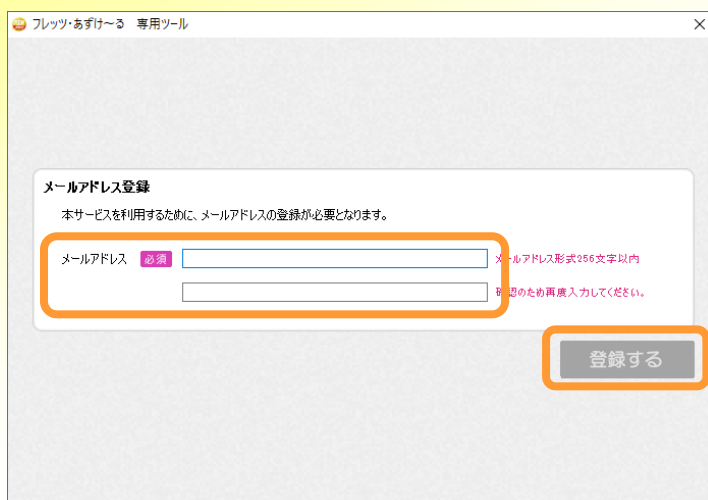 フレッツ・あずけ～る 専用ツール
メールアドレス登録
本サービスを利用するために、メールアドレスの登録が必要となります。
メールアドレス 必須 メールアドレス形式256文字以内
確認のため再度入力してください。
登録する